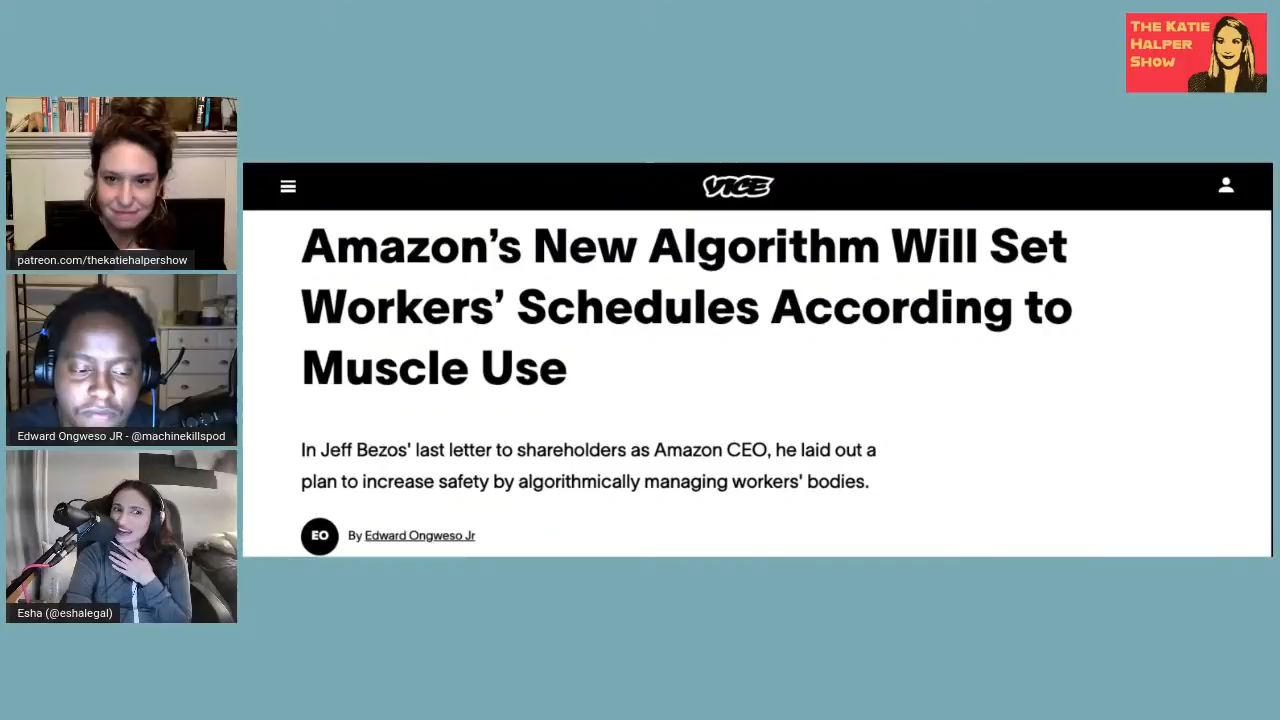 THE KATIE
HALPER
SHOW
patreon.com/thekatiehalpershow
Edward Ongweso JR - @machinekillspod
Esha (@eshalegal)
VICE
Amazon’s New Algorithm Will Set
Workers’ Schedules According to
Muscle Use
In Jeff Bezos' last letter to shareholders as Amazon CEO, he laid out a
plan to increase safety by algorithmically managing workers' bodies.
EO
By Edward Ongweso Jr